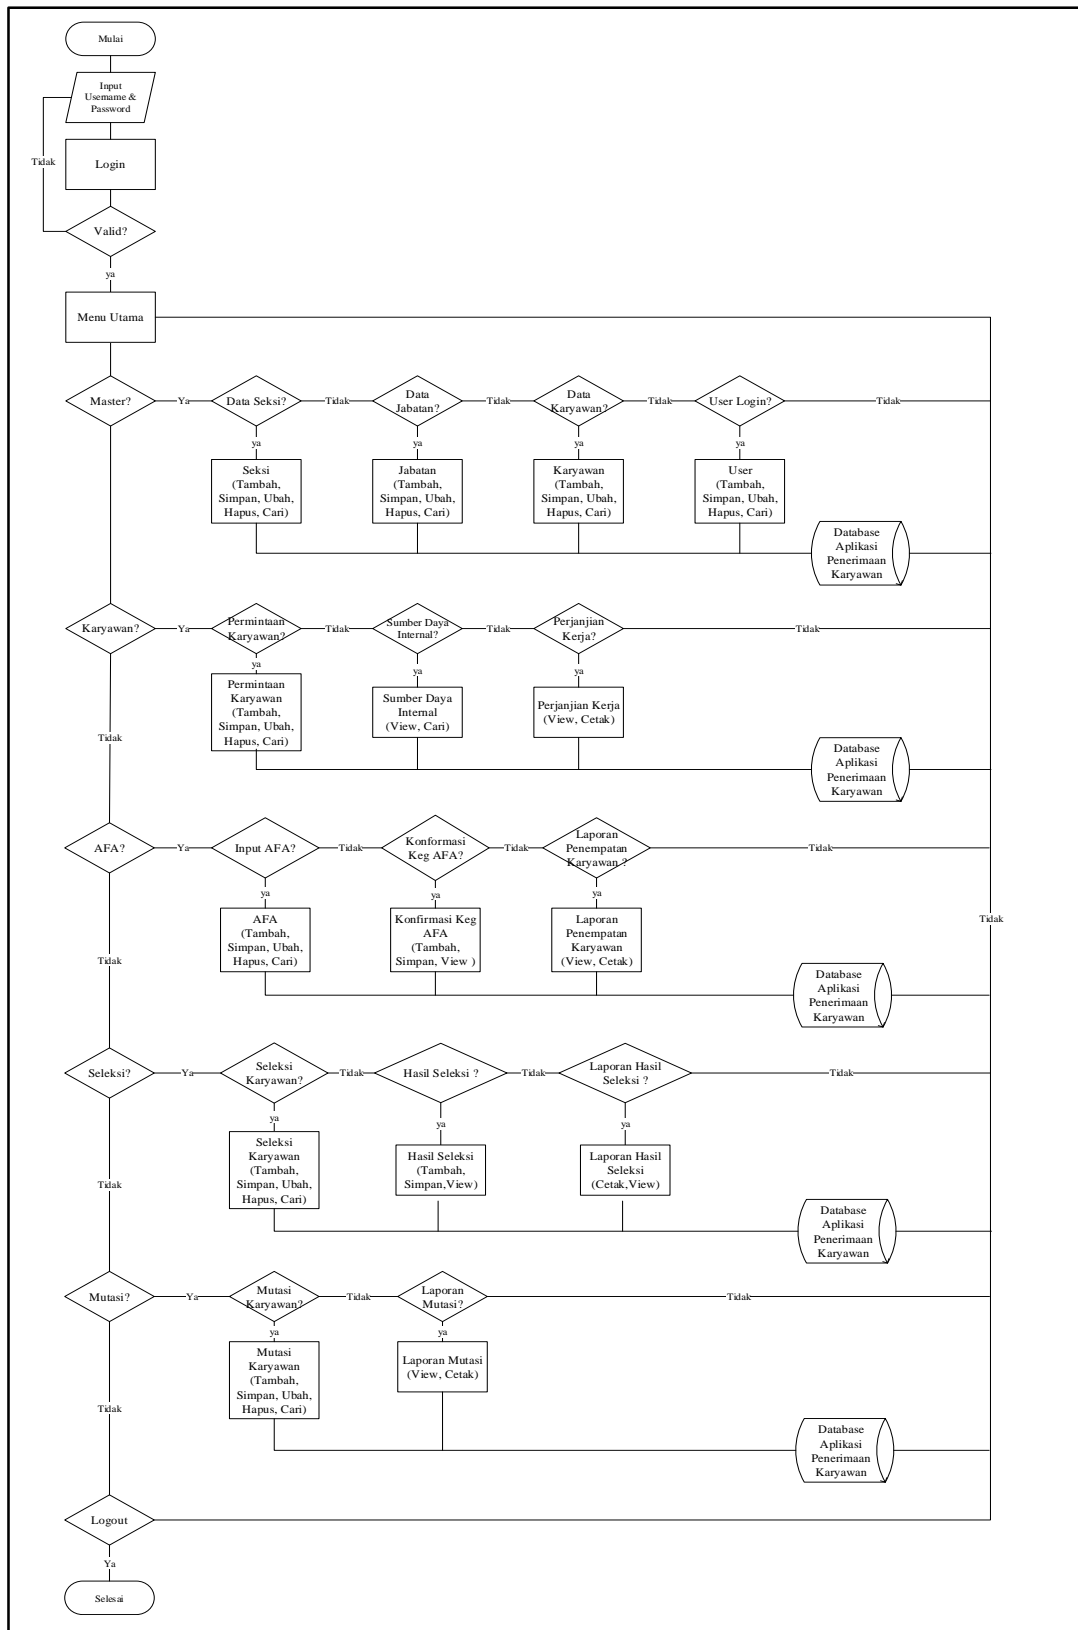 Mulai
Input
Username &
Password
Login
Tidak
Valid?
ya
Menu Utama
Master?
Ya
Data Seksi?
Tidak
Data
Jabatan?
Tidak
Data
Karyawan?
Tidak
User Login?
Tidak
ya
ya
ya
ya
Seksi
(Tambah,
Simpan, Ubah,
Hapus, Cari)
Jabatan
(Tambah,
Simpan, Ubah,
Hapus, Cari)
Karyawan
(Tambah,
Simpan, Ubah,
Hapus, Cari)
User
(Tambah,
Simpan, Ubah,
Hapus, Cari)
Database
Aplikasi
Penerimaan
Karyawan
Karyawan?
Ya
Permintaan
Karyawan?
Tidak
Sumber Daya
Internal?
Tidak
Perjanjian
Kerja?
Tidak
ya
ya
ya
Permintaan
Karyawan
(Tambah,
Simpan, Ubah,
Hapus, Cari)
Sumber Daya
Internal
(View, Cari)
Perjanjian Kerja
(View, Cetak)
Tidak
Database
Aplikasi
Penerimaan
Karyawan
AFA?
Ya
Input AFA?
Tidak
Konformasi
Keg AFA?
Tidak
Laporan
Penempatan
Karyawan ?
Tidak
ya
ya
ya
AFA
(Tambah,
Simpan, Ubah,
Hapus, Cari)
Konfirmasi Keg
AFA
(Tambah,
Simpan, View )
Laporan
Penempatan
Karyawan
(View, Cetak)
Tidak
Tidak
Database
Aplikasi
Penerimaan
Karyawan
Seleksi?
Ya
Seleksi
Karyawan?
Tidak
Hasil Seleksi ?
Tidak
Laporan Hasil
Seleksi ?
Tidak
ya
ya
ya
Seleksi
Karyawan
(Tambah,
Simpan, Ubah,
Hapus, Cari)
Hasil Seleksi
(Tambah,
Simpan,View)
Laporan Hasil
Seleksi
(Cetak,View)
Tidak
Database
Aplikasi
Penerimaan
Karyawan
Mutasi?
Ya
Mutasi
Karyawan?
Tidak
Laporan
Mutasi?
Tidak
ya
ya
Mutasi
Karyawan
(Tambah,
Simpan, Ubah,
Hapus, Cari)
Laporan Mutasi
(View, Cetak)
Tidak
Database
Aplikasi
Penerimaan
Karyawan
Logout
Ya
Selesai